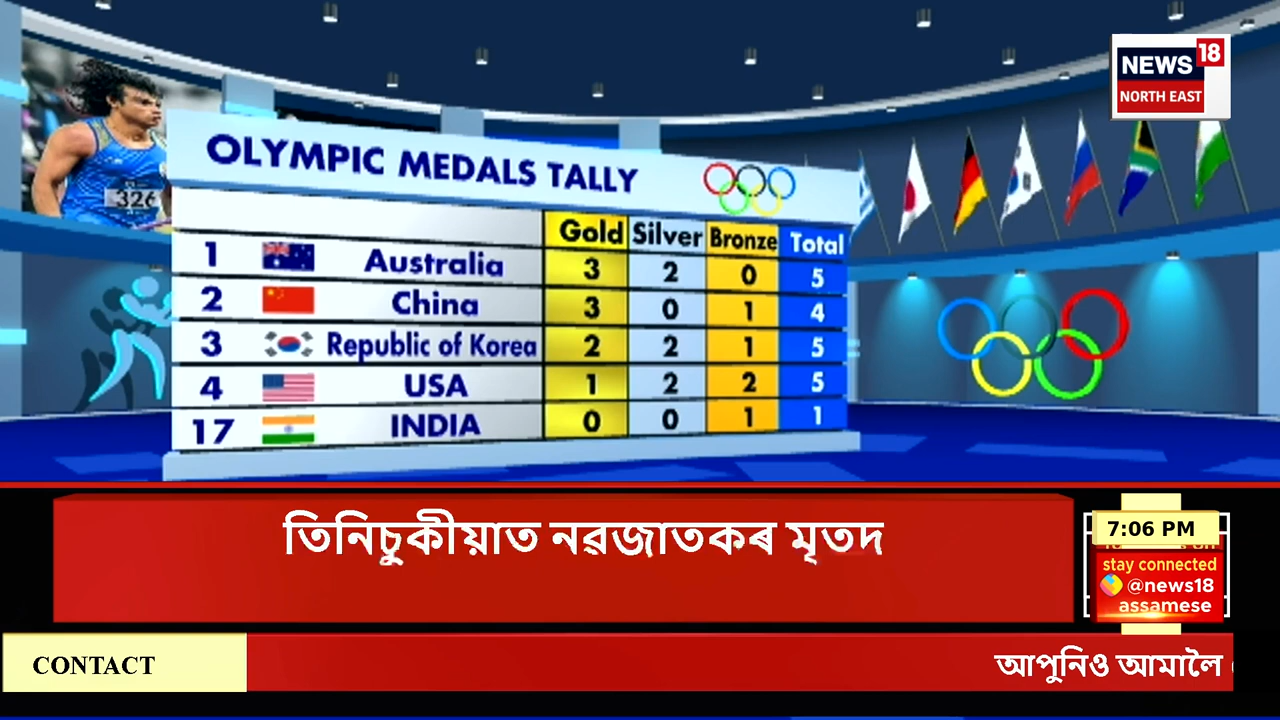 NEWS 18
NORTH EAST
326
OLYMPIC MEDALS TALLY
Gold Silver Bronze Total
1 Australia 3 2 0 5
2 China 3 0 1 4
3 Republic of Korea 2 2 1 5
4 USA 1 2 2 5
17 INDIA 0 0 1 1
তিনিচুকীয়াত নৱজাতকৰ মৃতদ
7:06 PM
stay connected
@news18
assamese
CONTACT
আপুনিও আমালৈ